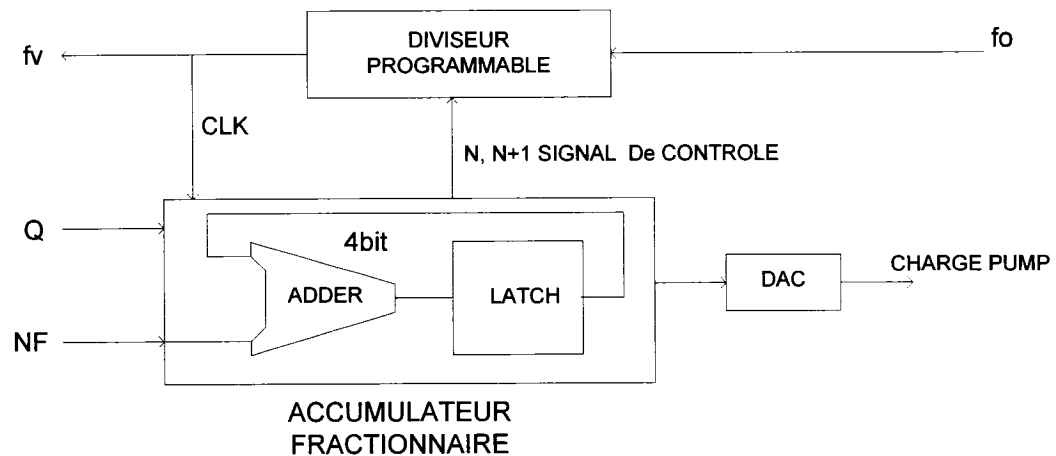 DIVISEUR
PROGRAMMABLE
fv
fo
CLK
N, N+1 SIGNAL De CONTROLE
Q
4bit
ADDER
LATCH
DAC
CHARGE PUMP
NF
ACCUMULATEUR
FRACTIONNAIRE